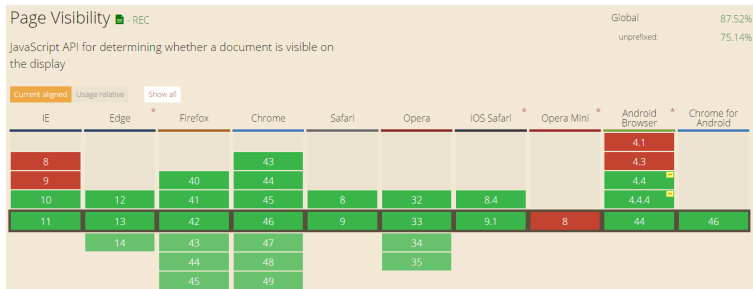 Page Visibility - REC
Global 87.52%
unprefixed: 75.14%
JavaScript API for determining whether a document is visible on
the display
Current aligned Usage relative Show all
IE Edge * Firefox Chrome Safari Opera iOS Safari * Opera Mini * Android Browser * Chrome for Android
4.1
8 43 4.3
9 40 44 4.4
10 12 41 45 8 32 8.4 4.4.4
11 13 42 46 9 33 9.1 8 44 46
14 43 47 34
44 48 35
45 49